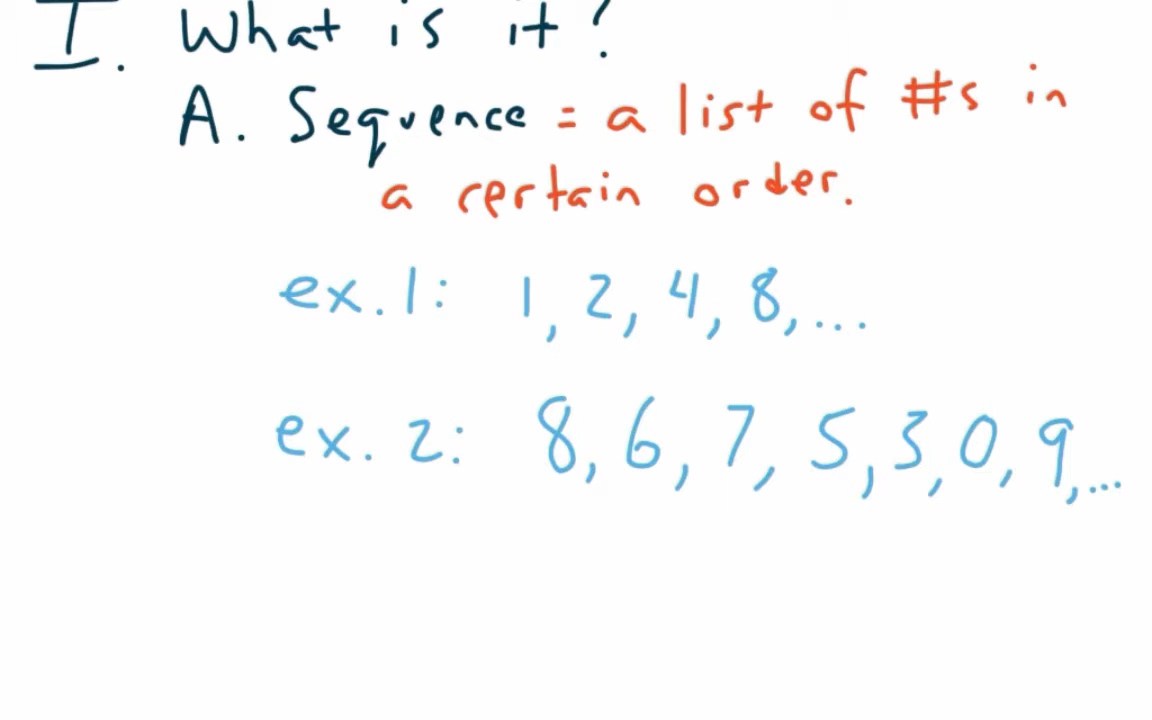 I. What is it?
A. Sequence = a list of #s in
a certain order.
ex. 1: 1, 2, 4, 8, ...
ex. 2: 8, 6, 7, 5, 3, 0, 9, ...